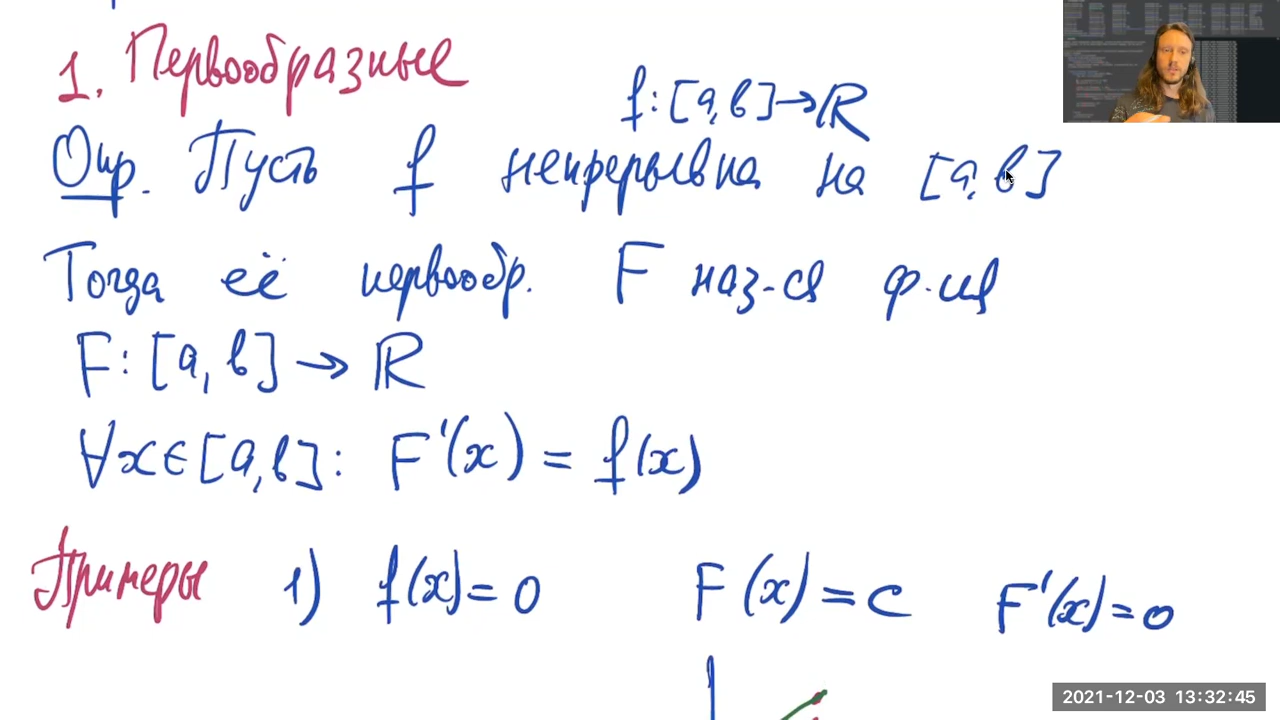 1. Первообразные
f: [a, b] → ℝ
Опр. Пусть f непрерывна на [a, b]
Тогда её первообр. F наз-ся ф-ия
F: [a, b] → ℝ
∀x∈[a, b]: F'(x) = f(x)
Примеры 1) f(x) = 0 F(x) = c F'(x) = 0
2021-12-03 13:32:45